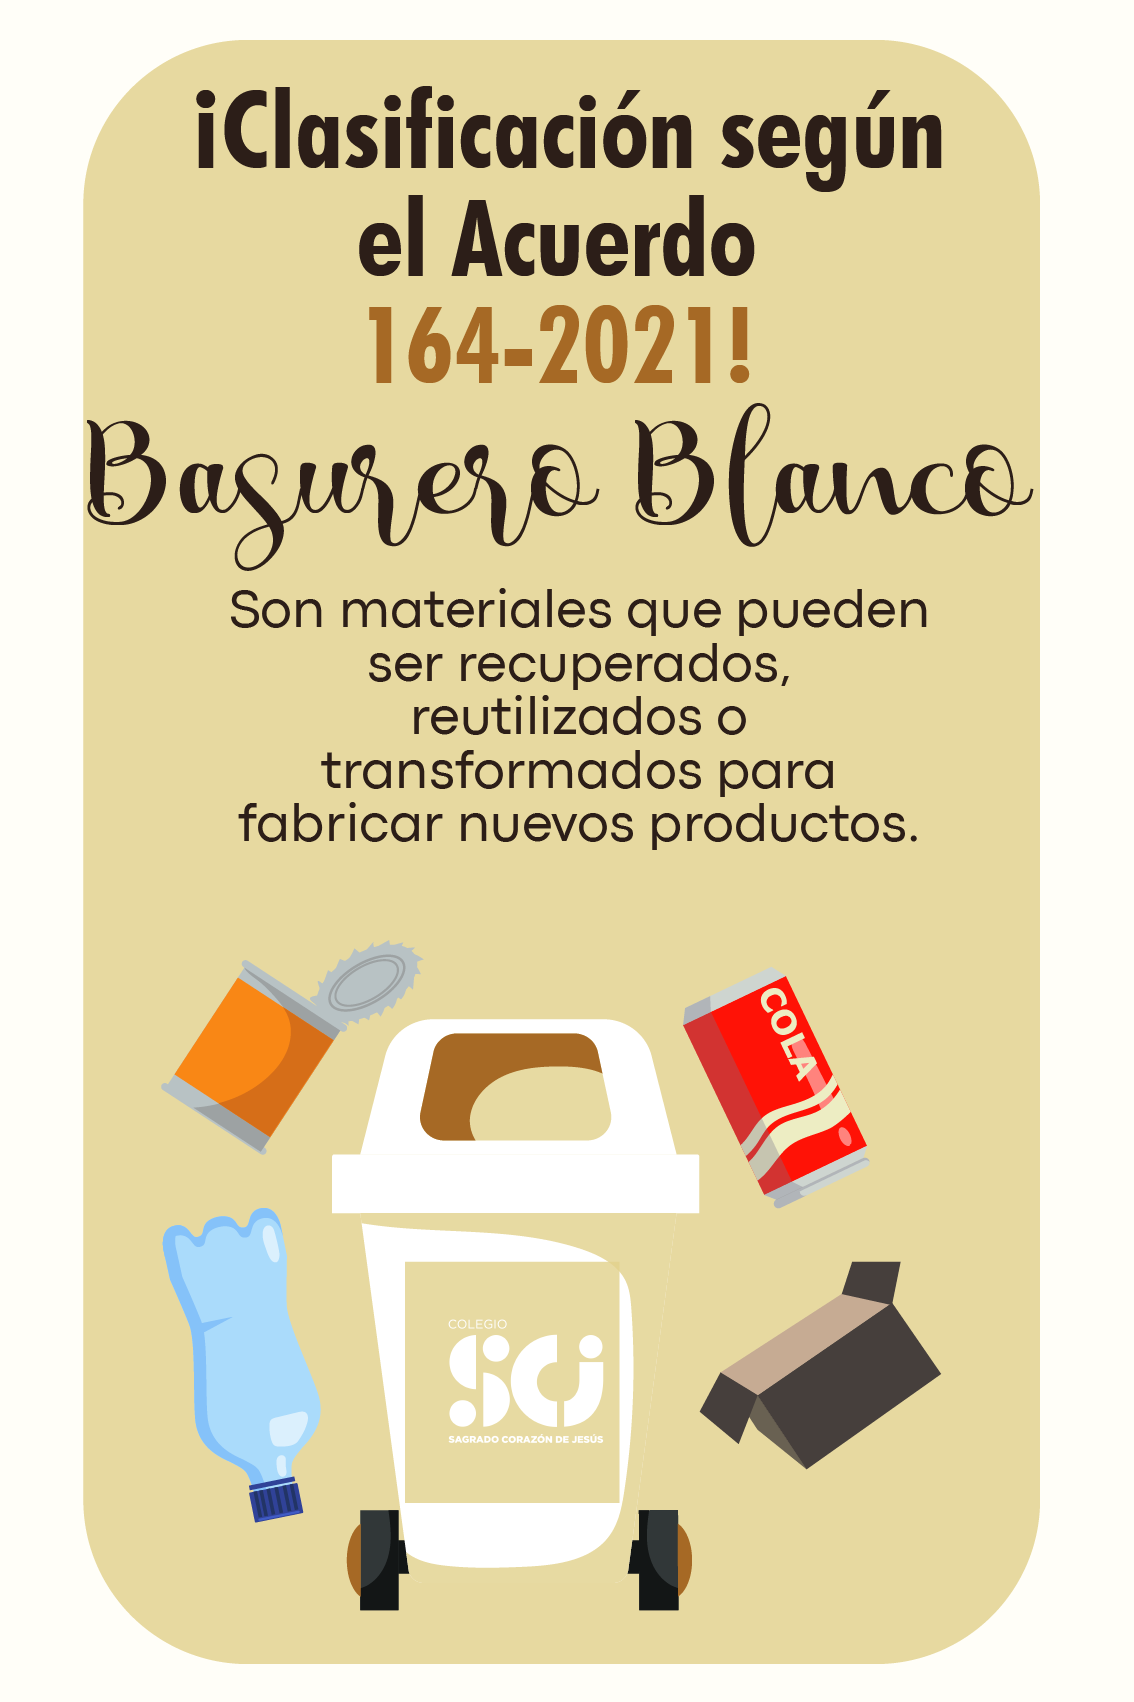 ¡Clasificación según
el Acuerdo
164-2021!
Basurero Blanco
Son materiales que pueden
ser recuperados,
reutilizados o
transformados para
fabricar nuevos productos.
COLA
COLEGIO
SCJ
SAGRADO CORAZÓN DE JESÚS